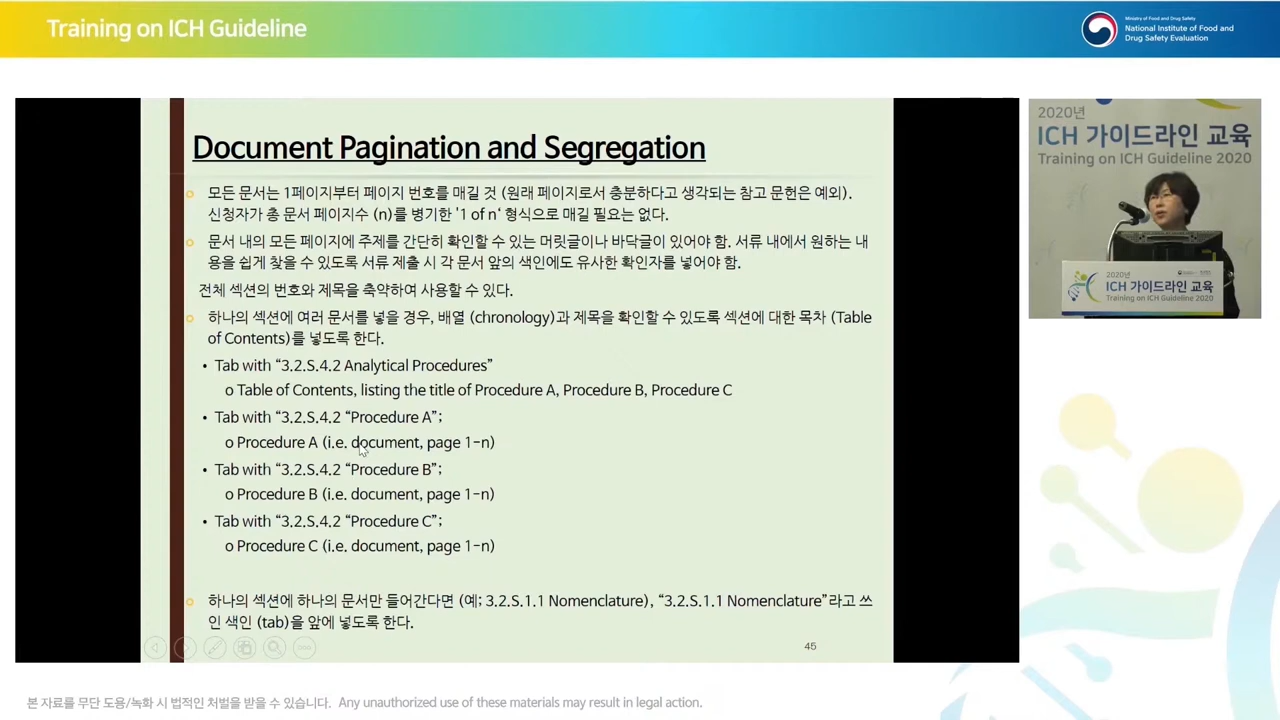 Training on ICH Guideline
Ministry of Food and Drug Safety
National Institute of Food and
Drug Safety Evaluation
Document Pagination and Segregation
모든 문서는 1페이지부터 페이지 번호를 매길 것 (원래 페이지로서 충분하다고 생각되는 참고 문헌은 예외).
신청자가 총 문서 페이지수 (n)를 병기한 '1 of n' 형식으로 매길 필요는 없다.
문서 내의 모든 페이지에 주제를 간단히 확인할 수 있는 머릿글이나 바닥글이 있어야 함. 서류 내에서 원하는 내
용을 쉽게 찾을 수 있도록 서류 제출 시 각 문서 앞의 색인에도 유사한 확인자를 넣어야 함.
전체 섹션의 번호와 제목을 축약하여 사용할 수 있다.
하나의 섹션에 여러 문서를 넣을 경우, 배열 (chronology)과 제목을 확인할 수 있도록 섹션에 대한 목차 (Table
of Contents)를 넣도록 한다.
• Tab with “3.2.S.4.2 Analytical Procedures”
o Table of Contents, listing the title of Procedure A, Procedure B, Procedure C
• Tab with “3.2.S.4.2 “Procedure A”;
o Procedure A (i.e. document, page 1-n)
• Tab with “3.2.S.4.2 “Procedure B”;
o Procedure B (i.e. document, page 1-n)
• Tab with “3.2.S.4.2 “Procedure C”;
o Procedure C (i.e. document, page 1-n)
하나의 섹션에 하나의 문서만 들어간다면 (예; 3.2.S.1.1 Nomenclature), “3.2.S.1.1 Nomenclature”라고 쓰
인 색인 (tab)을 앞에 넣도록 한다.
45
2020년
ICH 가이드라인 교육
Training on ICH Guideline 2020
2020년
ICH 가이드라인 교육
Training on ICH Guideline 2020
본 자료를 무단 도용/녹화 시 법적인 처벌을 받을 수 있습니다. Any unauthorized use of these materials may result in legal action.